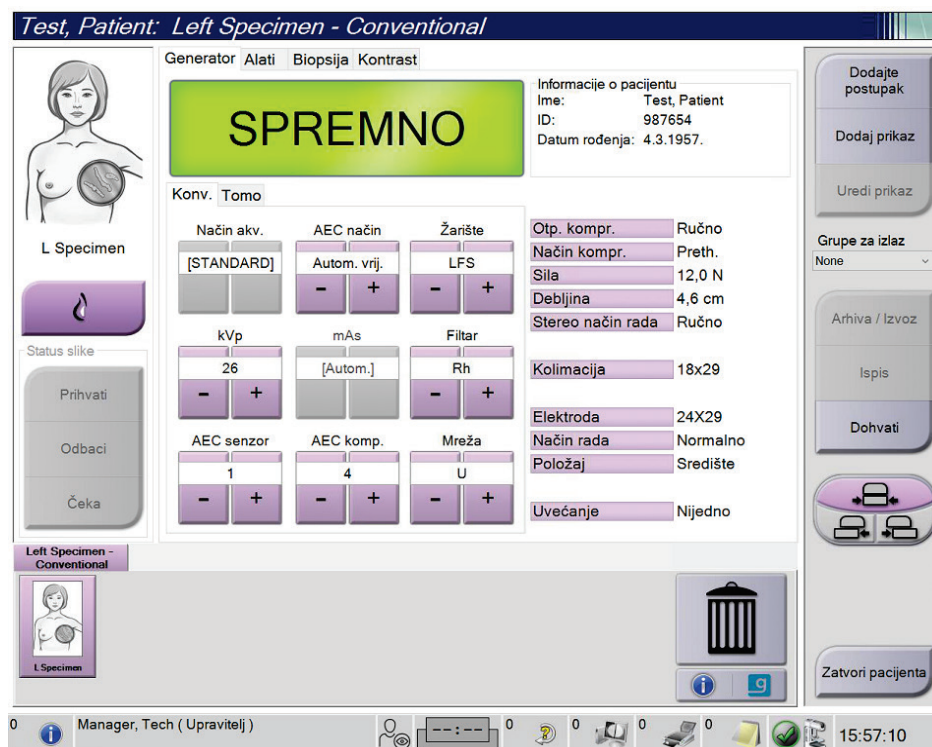 Test, Patient: Left Specimen - Conventional
Generator Alati Biopsija Kontrast
SPREMNO
Informacije o pacijentu
Ime: Test, Patient
ID: 987654
Datum rođenja: 4.3.1957.
L Specimen
Status slike
Prihvati
Odbaci
Čeka
Konv. Tomo
Način akv. AEC način Žarište
[STANDARD] Autom. vrij. LFS
- + - +
kVp mAs Filtar
26 [Autom.] Rh
- + - +
AEC senzor AEC komp. Mreža
1 4 U
- + - + - +
Otp. kompr. Ručno
Način kompr. Preth.
Sila 12,0 N
Debljina 4,6 cm
Stereo način rada Ručno
Kolimacija 18x29
Elektroda 24X29
Način rada Normalno
Položaj Središte
Uvećanje Nijedno
Dodajte
postupak
Dodaj prikaz
Uredi prikaz
Grupe za izlaz
None
Arhiva / Izvoz
Ispis
Dohvati
Left Specimen -
Conventional
L Specimen
i g
Zatvori pacijenta
0 i Manager, Tech ( Upravitelj ) --:-- 0 ? 0 0 0 15:57:10